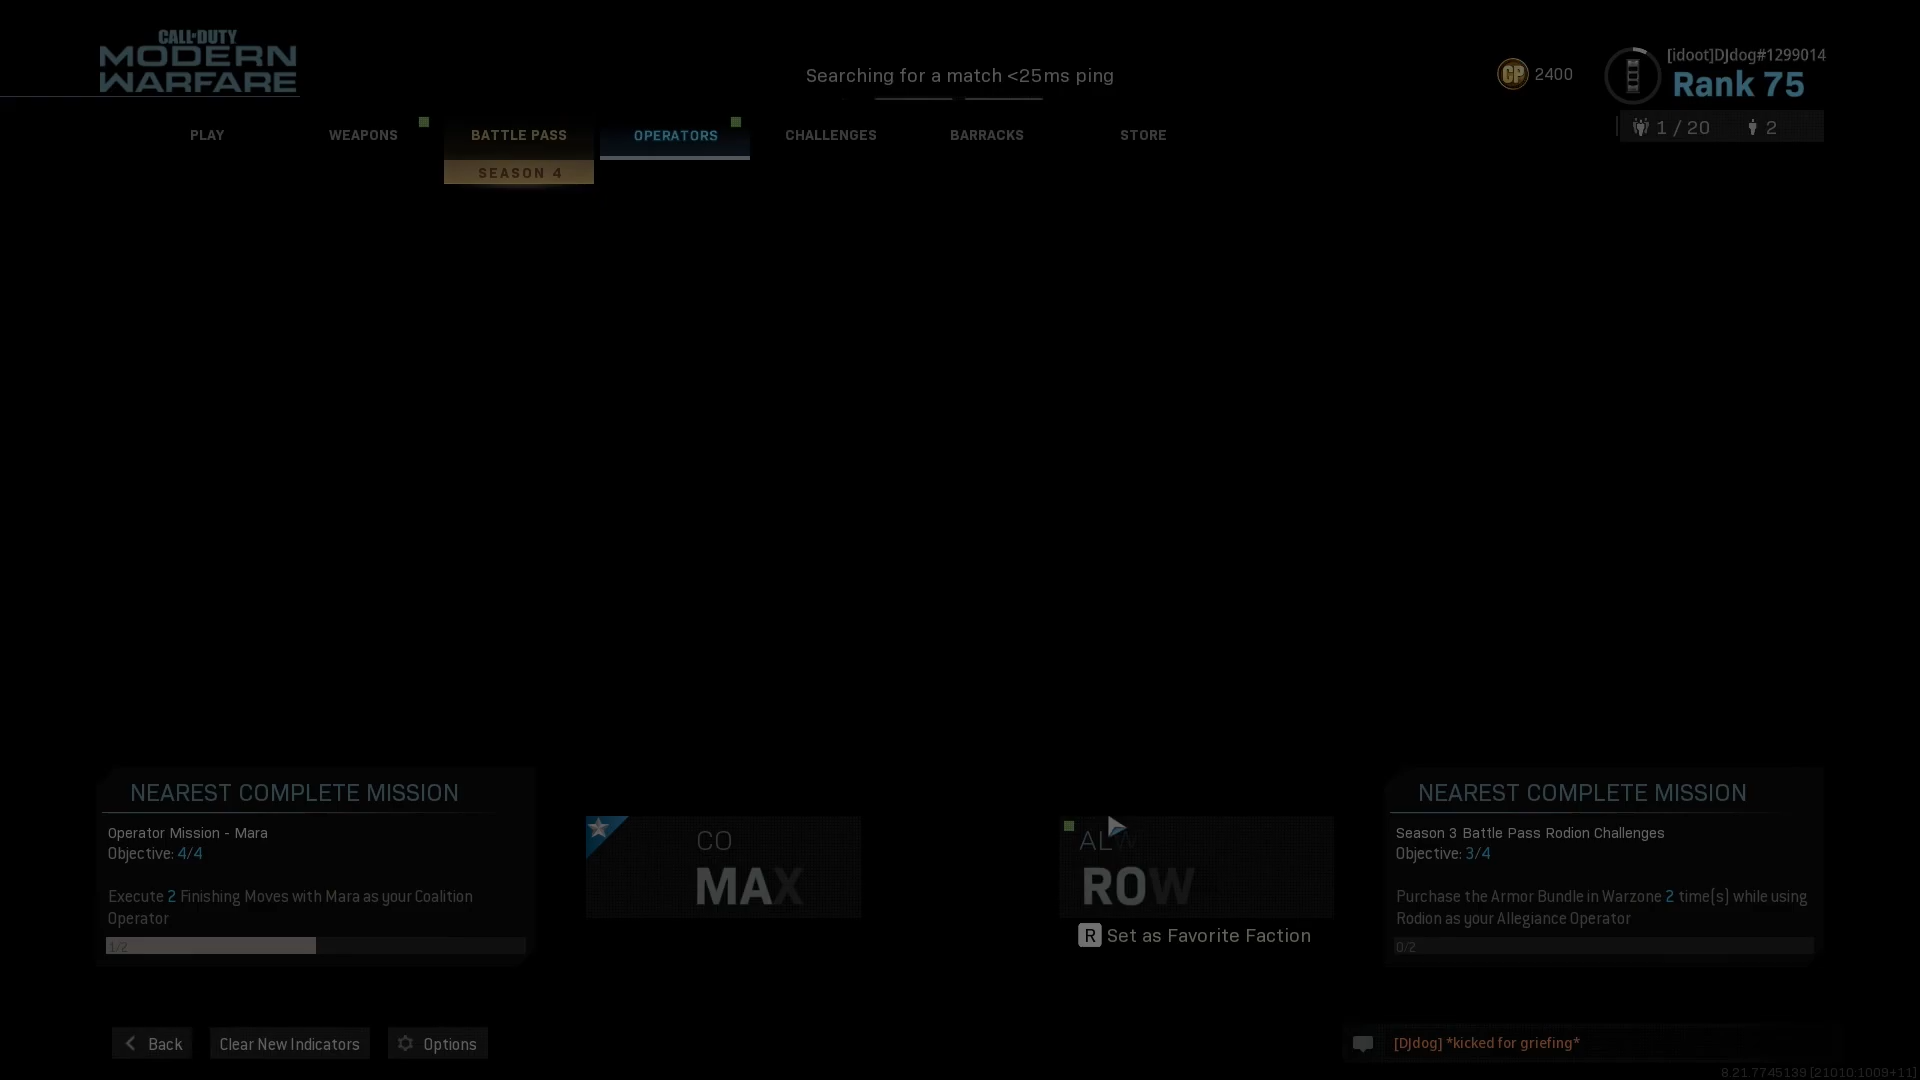 CALL OF DUTY
MODERN
WARFARE
Searching for a match <25ms ping
CP 2400
[idoot]DJdog#1299014
Rank 75
1 / 20 2
PLAY WEAPONS BATTLE PASS OPERATORS CHALLENGES BARRACKS STORE
SEASON 4
NEAREST COMPLETE MISSION
Operator Mission - Mara
Objective: 4/4
Execute 2 Finishing Moves with Mara as your Coalition
Operator
1/2
CO
MAX
ALW
ROW
R Set as Favorite Faction
NEAREST COMPLETE MISSION
Season 3 Battle Pass Rodion Challenges
Objective: 3/4
Purchase the Armor Bundle in Warzone 2 time(s) while using
Rodion as your Allegiance Operator
0/2
Back Clear New Indicators Options
[DJdog] *kicked for griefing*
8.21.7745139 [21010:1009+11]